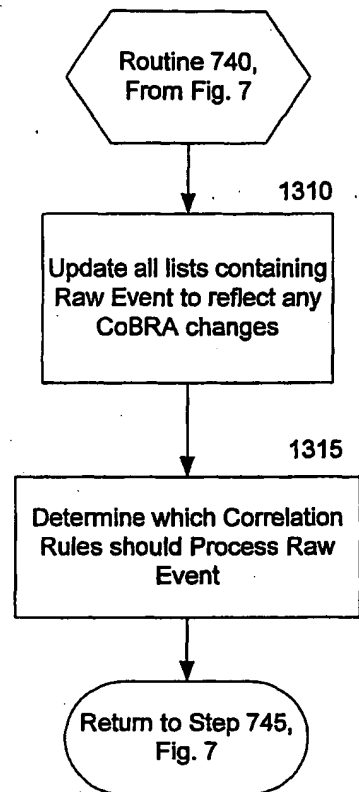 Routine 740,
From Fig. 7
1310
Update all lists containing
Raw Event to reflect any
CoBRA changes
1315
Determine which Correlation
Rules should Process Raw
Event
Return to Step 745,
Fig. 7